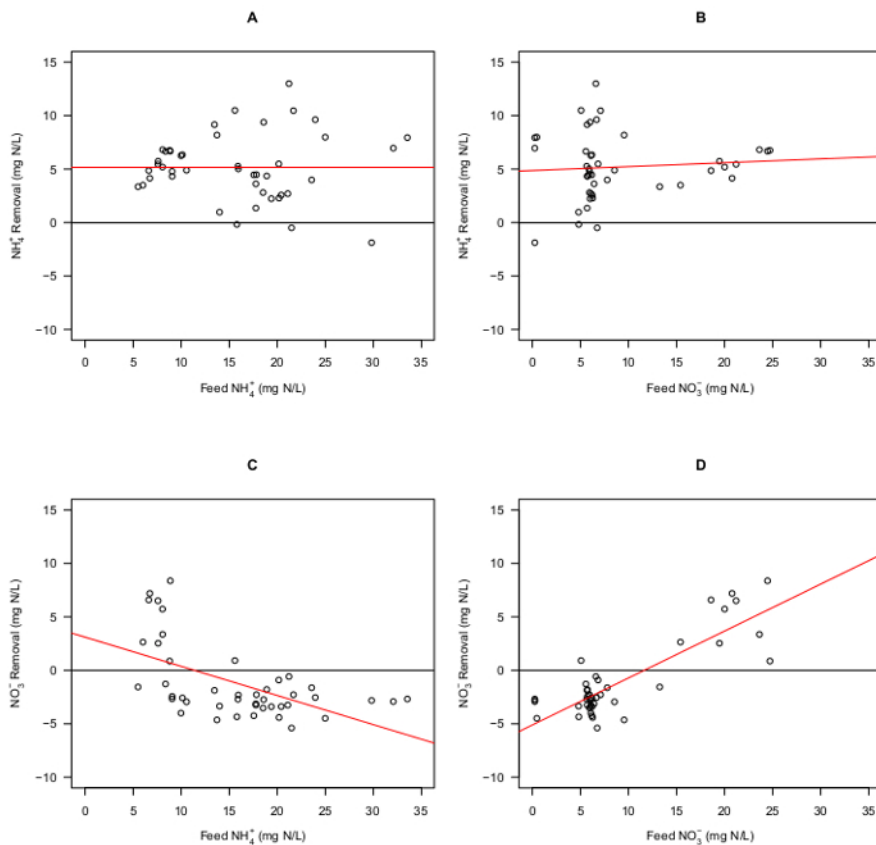 A
B
15
10
5
0
−5
−10
NH₄⁺ Removal (mg N/L)
0 5 10 15 20 25 30 35
Feed NH₄⁺ (mg N/L)
15
10
5
0
−5
−10
NH₄⁺ Removal (mg N/L)
0 5 10 15 20 25 30 35
Feed NO₃⁻ (mg N/L)
C
D
15
10
5
0
−5
−10
NO₃⁻ Removal (mg N/L)
0 5 10 15 20 25 30 35
Feed NH₄⁺ (mg N/L)
15
10
5
0
−5
−10
NO₃⁻ Removal (mg N/L)
0 5 10 15 20 25 30 35
Feed NO₃⁻ (mg N/L)